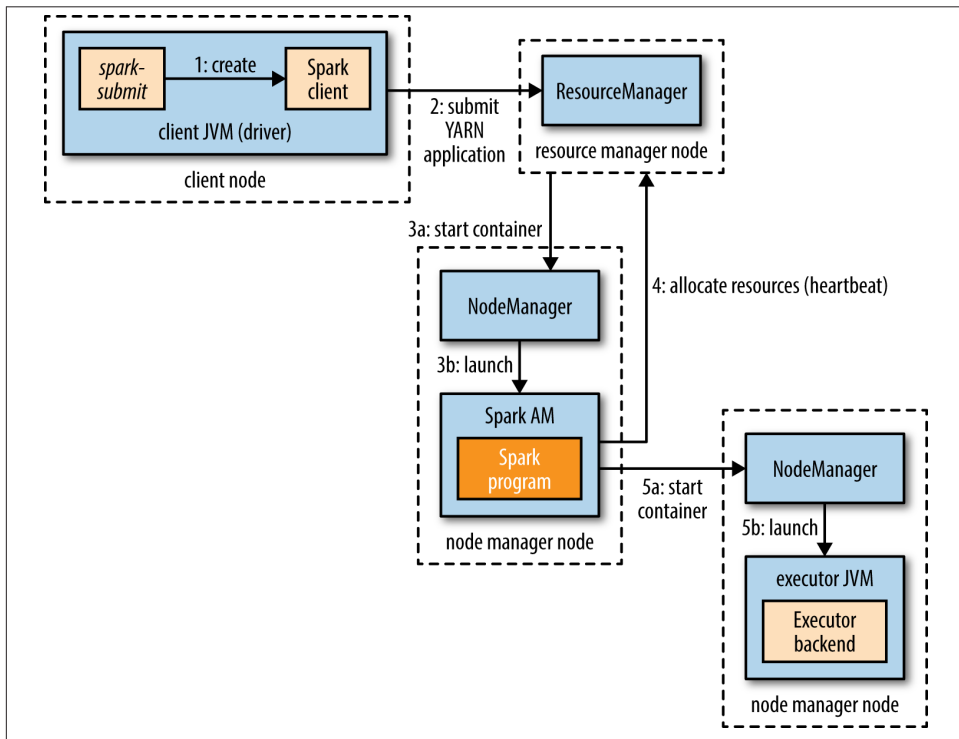 spark-
submit
1: create
Spark
client
client JVM (driver)
client node
2: submit
YARN
application
ResourceManager
resource manager node
3a: start container
NodeManager
3b: launch
Spark AM
Spark
program
node manager node
4: allocate resources (heartbeat)
5a: start
container
NodeManager
5b: launch
executor JVM
Executor
backend
node manager node